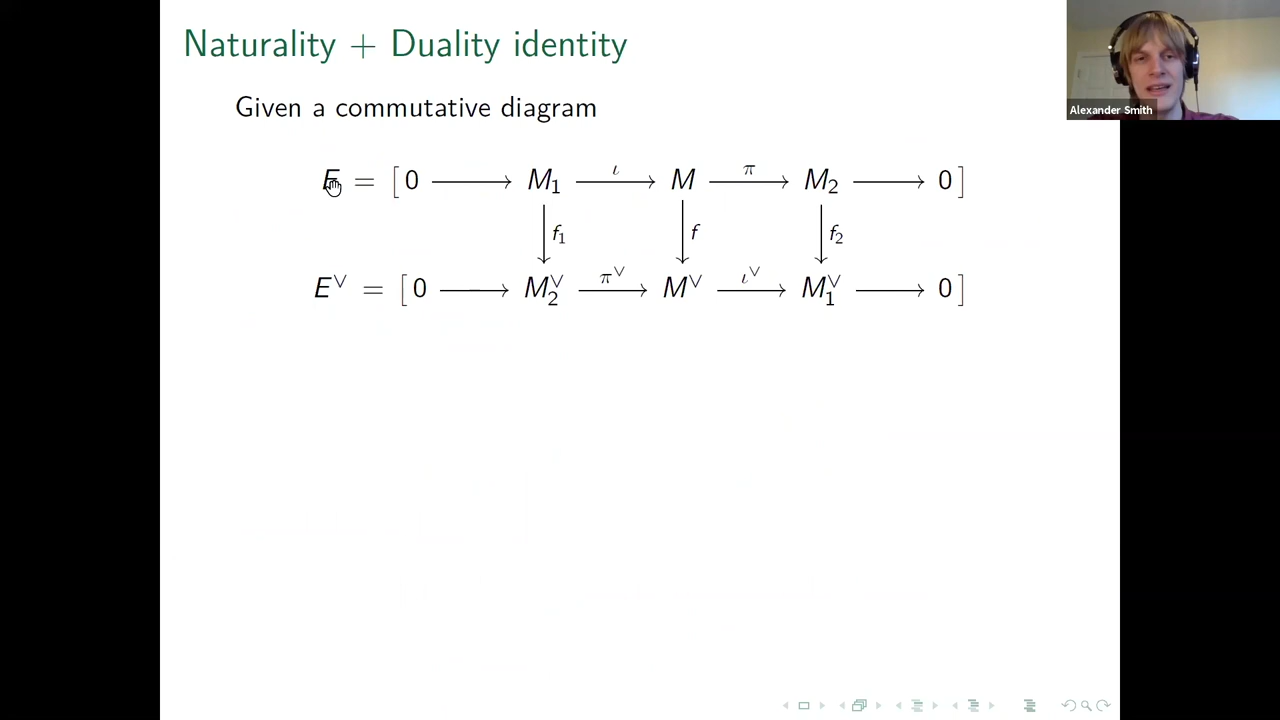 Naturality + Duality identity
Alexander Smith
Given a commutative diagram
E = [ 0 ⟶ M₁ ⟶ι M ⟶π M₂ ⟶ 0 ]
f₁ f f₂
E^∨ = [ 0 ⟶ M₂^∨ ⟶π^∨ M^∨ ⟶ι^∨ M₁^∨ ⟶ 0 ]